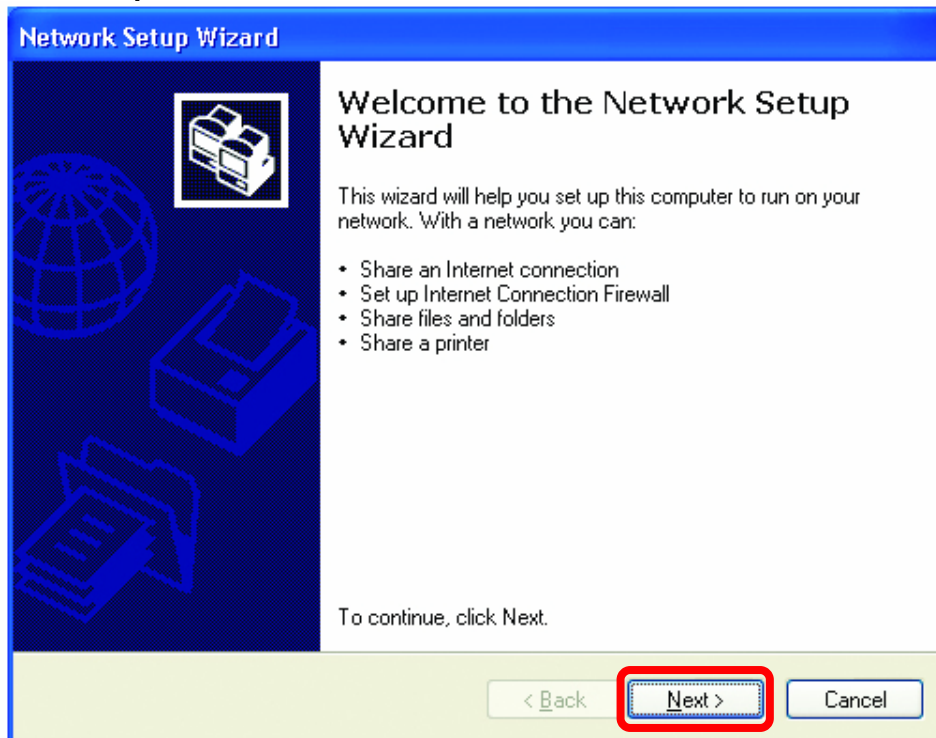 Network Setup Wizard
Welcome to the Network Setup
Wizard
This wizard will help you set up this computer to run on your
network. With a network you can:
• Share an Internet connection
• Set up Internet Connection Firewall
• Share files and folders
• Share a printer
To continue, click Next.
< Back Next > Cancel